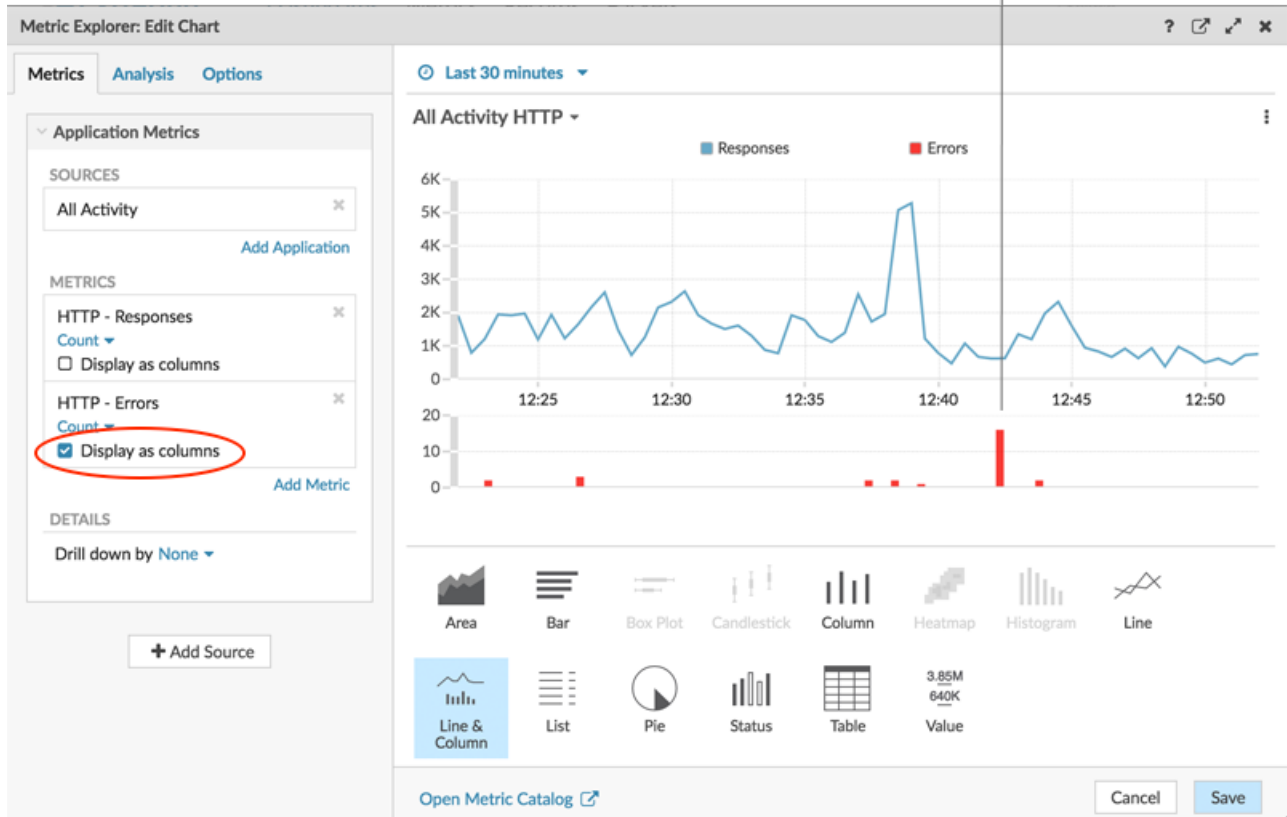 Metric Explorer: Edit Chart
?
Metrics Analysis Options
Last 30 minutes
Application Metrics
SOURCES
All Activity
Add Application
METRICS
HTTP - Responses
Count
Display as columns
HTTP - Errors
Count
Display as columns
Add Metric
DETAILS
Drill down by None
+ Add Source
All Activity HTTP
Responses Errors
6K
5K
4K
3K
2K
1K
0
12:25 12:30 12:35 12:40 12:45 12:50
20
10
0
Area Bar Box Plot Candlestick Column Heatmap Histogram Line
3.85M
640K
Line & Column List Pie Status Table Value
Open Metric Catalog
Cancel Save